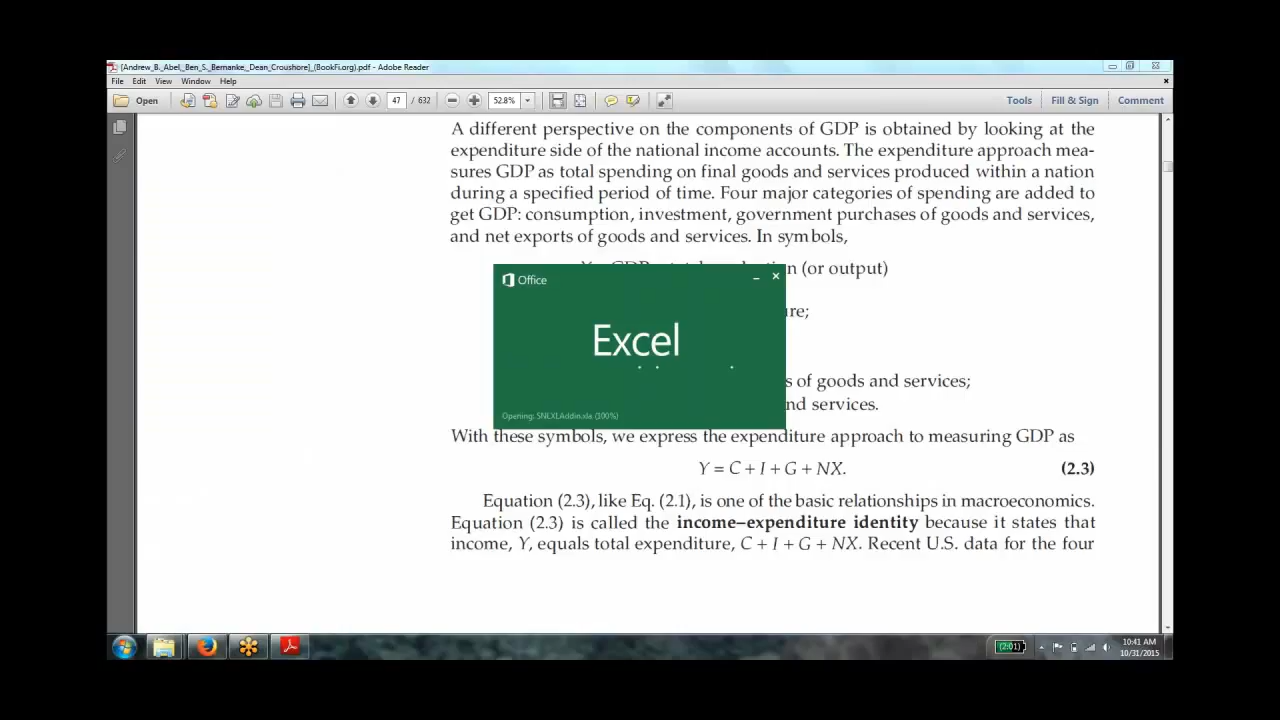 [Andrew_B._Abel,_Ben_S._Bernanke,_Dean_Croushore]_(BookFi.org).pdf - Adobe Reader
File Edit View Window Help
Open 47 / 632 52.8% Tools Fill & Sign Comment
A different perspective on the components of GDP is obtained by looking at the
expenditure side of the national income accounts. The expenditure approach mea-
sures GDP as total spending on final goods and services produced within a nation
during a specified period of time. Four major categories of spending are added to
get GDP: consumption, investment, government purchases of goods and services,
and net exports of goods and services. In symbols,
(or output)
Office
Excel
s of goods and services;
nd services.
Opening: SNLXLAddin.xla (100%)
With these symbols, we express the expenditure approach to measuring GDP as
Y = C + I + G + NX. (2.3)
Equation (2.3), like Eq. (2.1), is one of the basic relationships in macroeconomics.
Equation (2.3) is called the income–expenditure identity because it states that
income, Y, equals total expenditure, C + I + G + NX. Recent U.S. data for the four
(2:01) 10:41 AM
10/31/2015